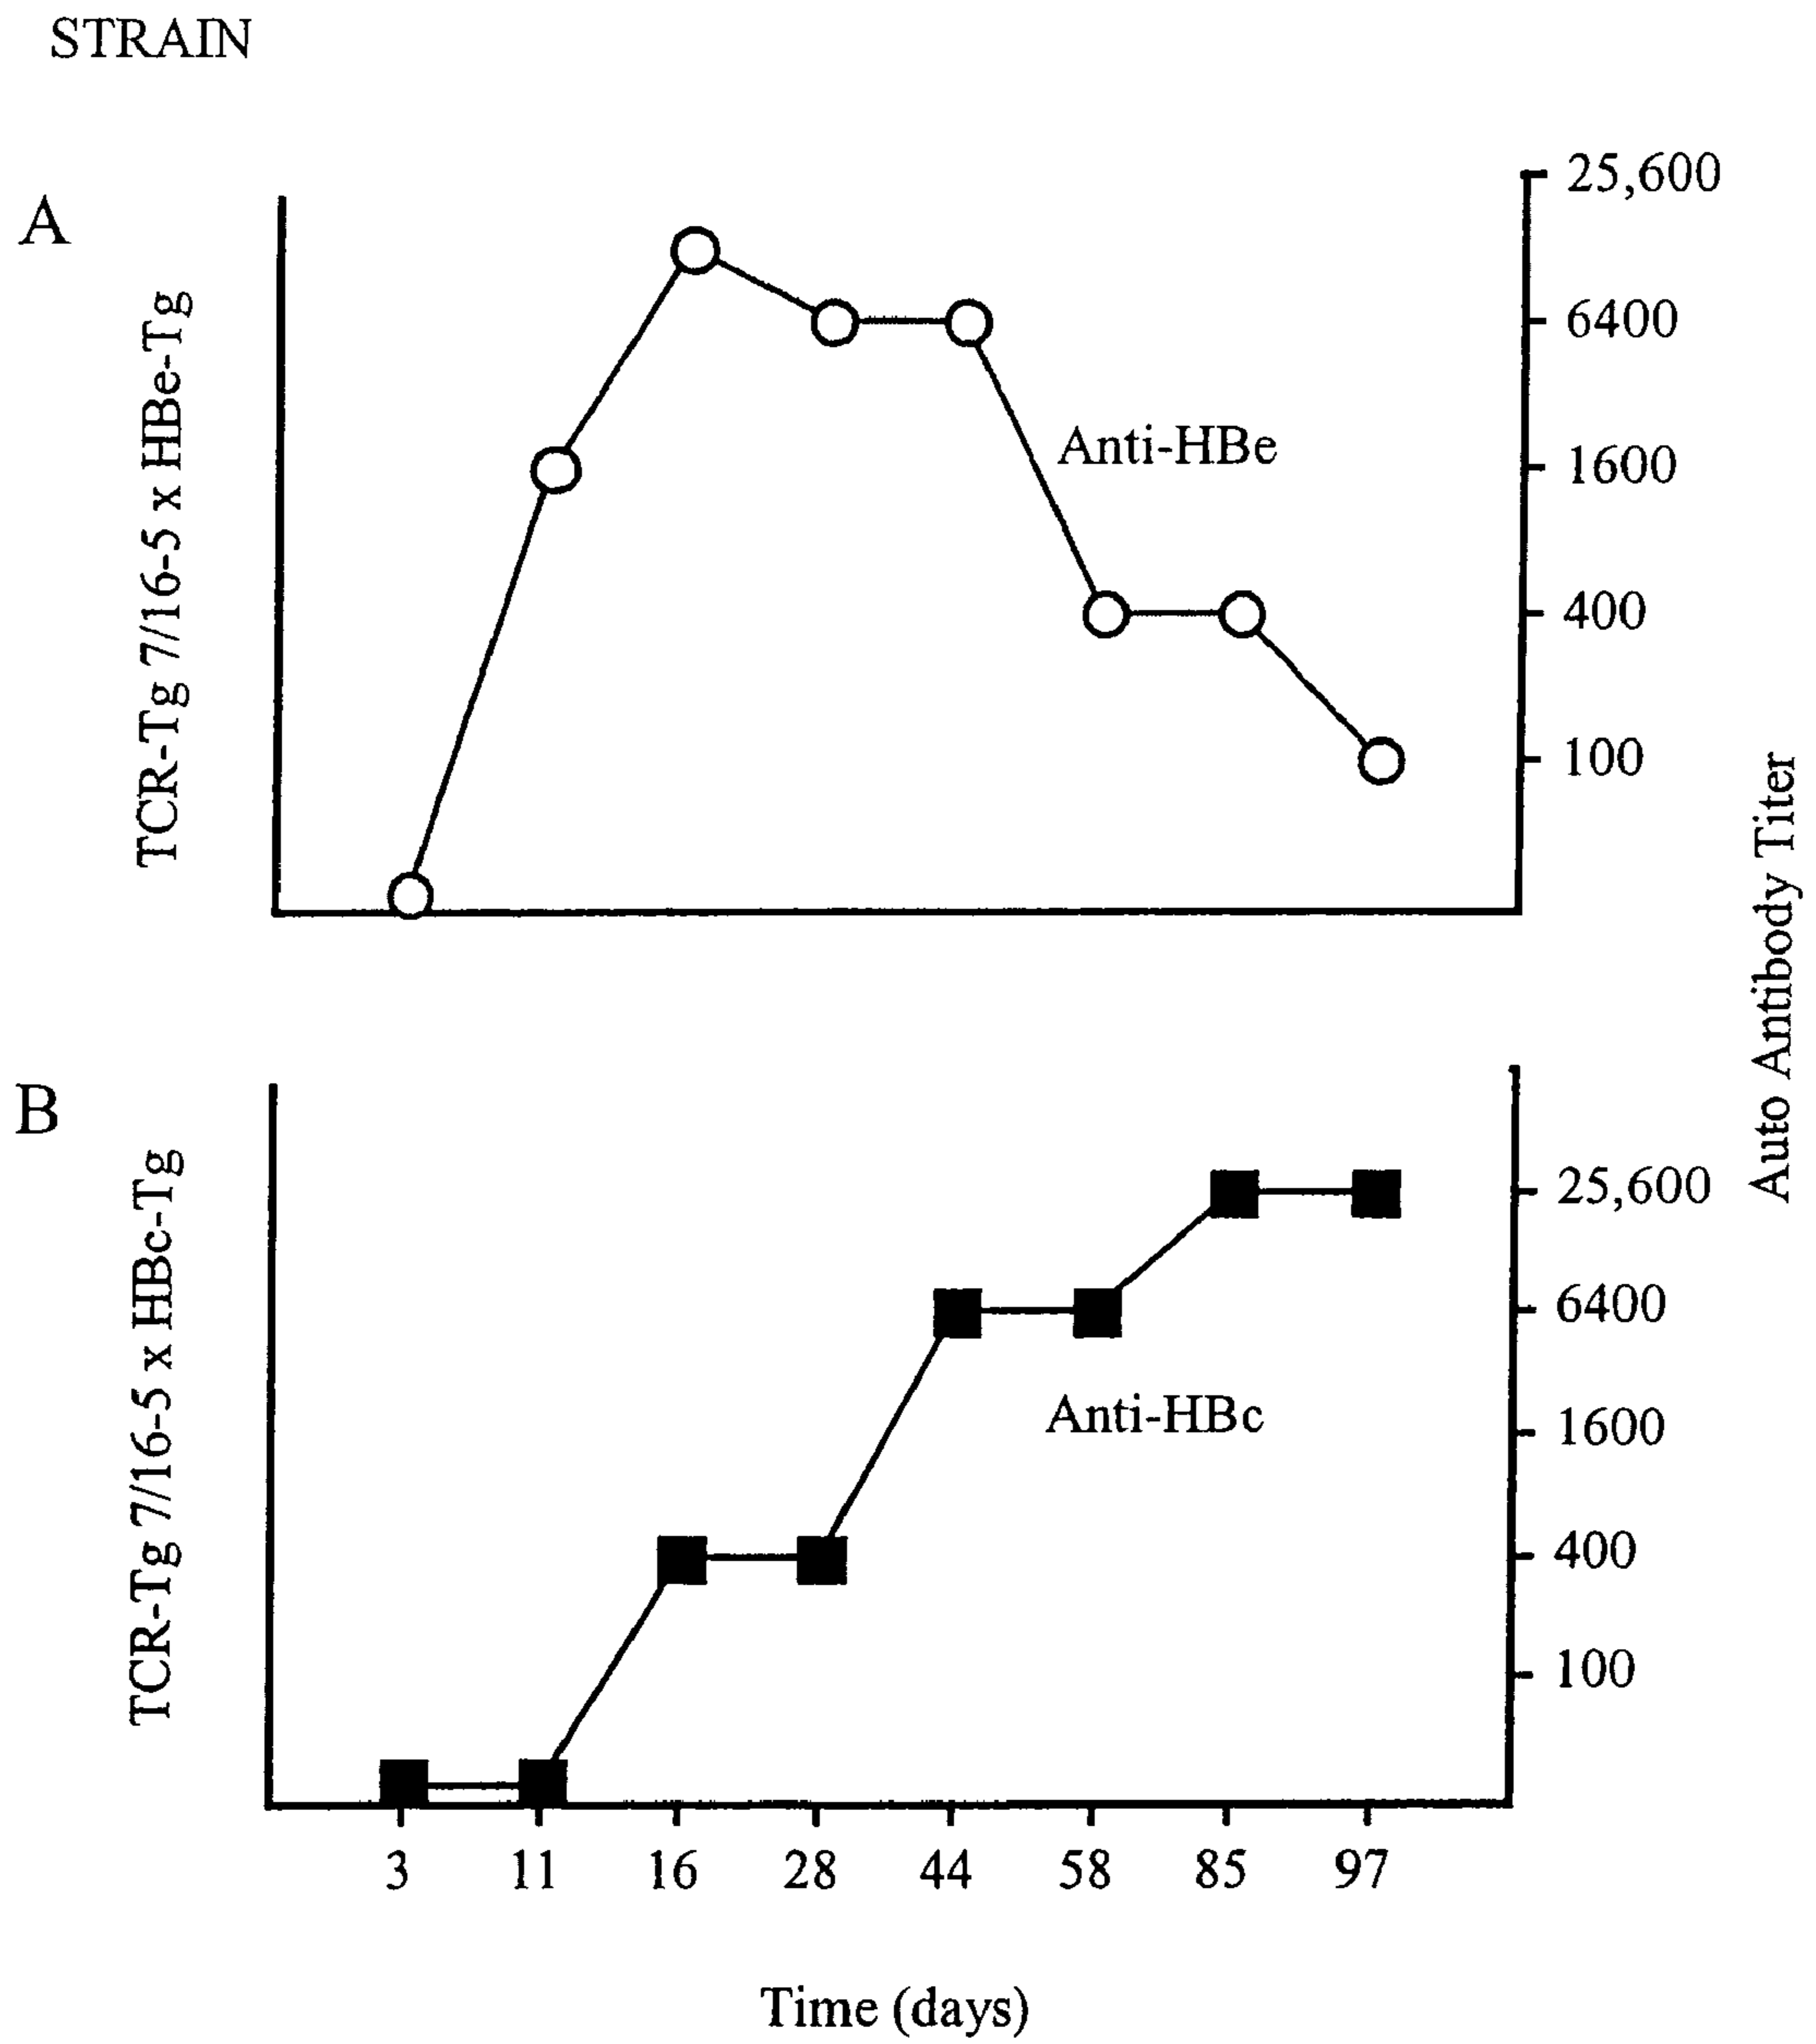 STRAIN
A
TCR-Tg 7/16-5 x HBe-Tg
25,600
6400
Anti-HBe
1600
400
100
Auto Antibody Titer
B
TCR-Tg 7/16-5 x HBc-Tg
25,600
6400
Anti-HBc
1600
400
100
3 11 16 28 44 58 85 97
Time (days)